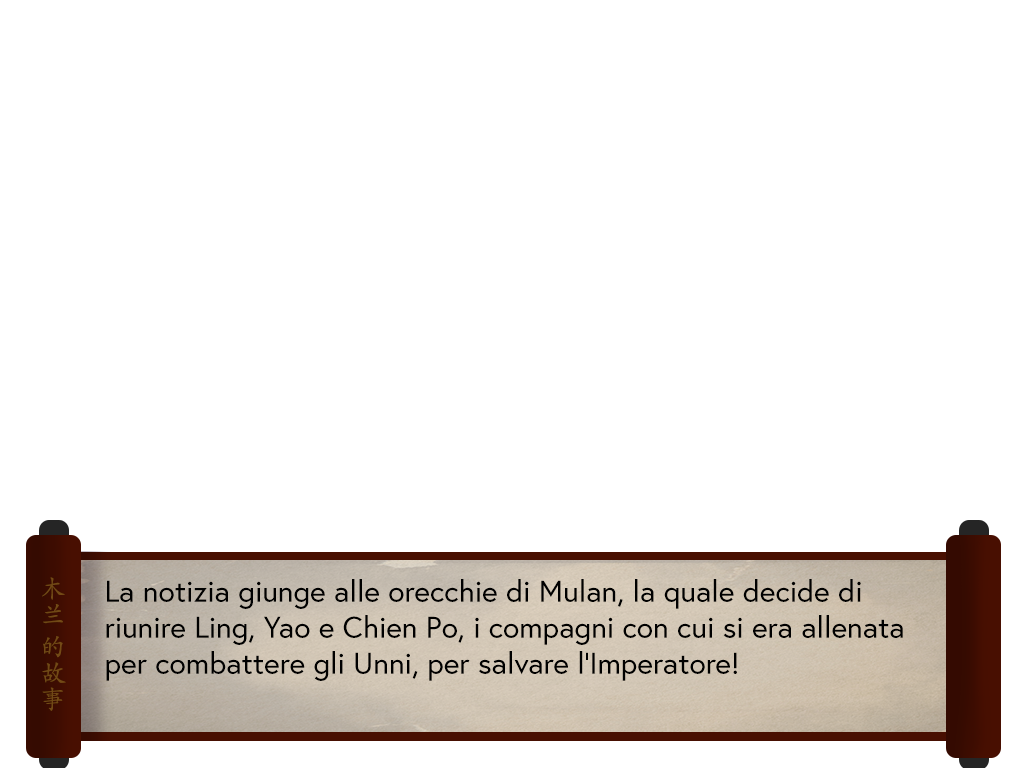 木兰的故事
La notizia giunge alle orecchie di Mulan, la quale decide di
riunire Ling, Yao e Chien Po, i compagni con cui si era allenata
per combattere gli Unni, per salvare l'Imperatore!